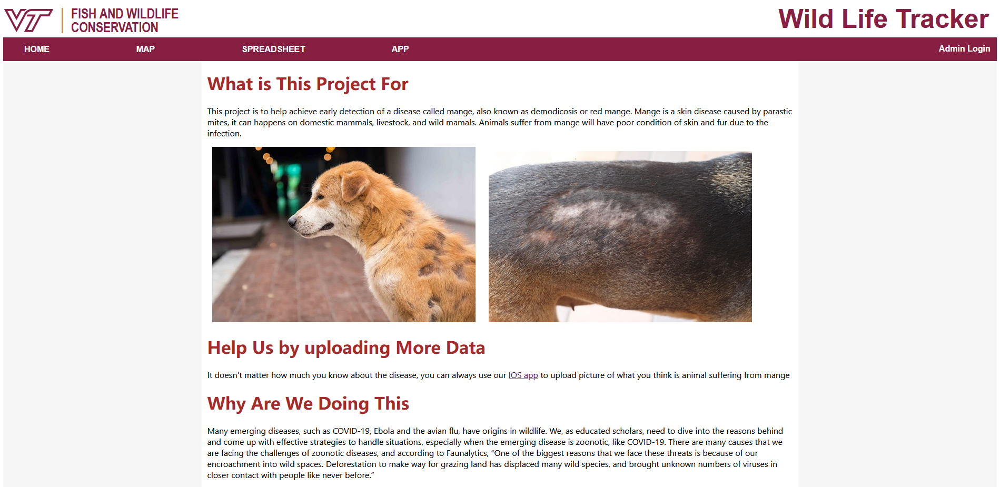 VT
FISH AND WILDLIFE
CONSERVATION
Wild Life Tracker
HOME MAP SPREADSHEET APP Admin Login
What is This Project For
This project is to help achieve early detection of a disease called mange, also known as demodicosis or red mange. Mange is a skin disease caused by parastic
mites, it can happens on domestic mammals, livestock, and wild mamals. Animals suffer from mange will have poor condition of skin and fur due to the
infection.
Help Us by uploading More Data
It doesn't matter how much you know about the disease, you can always use our IOS app to upload picture of what you think is animal suffering from mange
Why Are We Doing This
Many emerging diseases, such as COVID-19, Ebola and the avian flu, have origins in wildlife. We, as educated scholars, need to dive into the reasons behind
and come up with effective strategies to handle situations, especially when the emerging disease is zoonotic, like COVID-19. There are many causes that we
are facing the challenges of zoonotic diseases, and according to Faunalytics, “One of the biggest reasons that we face these threats is because of our
encroachment into wild spaces. Deforestation to make way for grazing land has displaced many wild species, and brought unknown numbers of viruses in
closer contact with people like never before.”